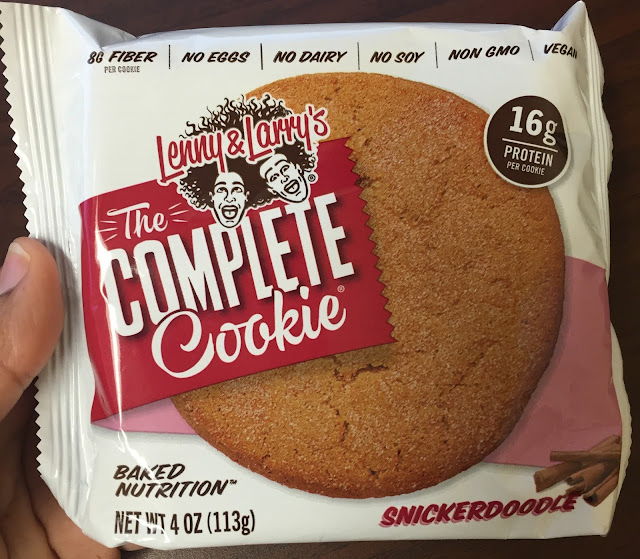 8G FIBER | NO EGGS | NO DAIRY | NO SOY | NON GMO | VEGAN
PER COOKIE
Lenny & Larry's®
The
COMPLETE
Cookie®
16g
PROTEIN
PER COOKIE
BAKED
NUTRITION™
NET WT 4 OZ (113g)
SNICKERDOODLE